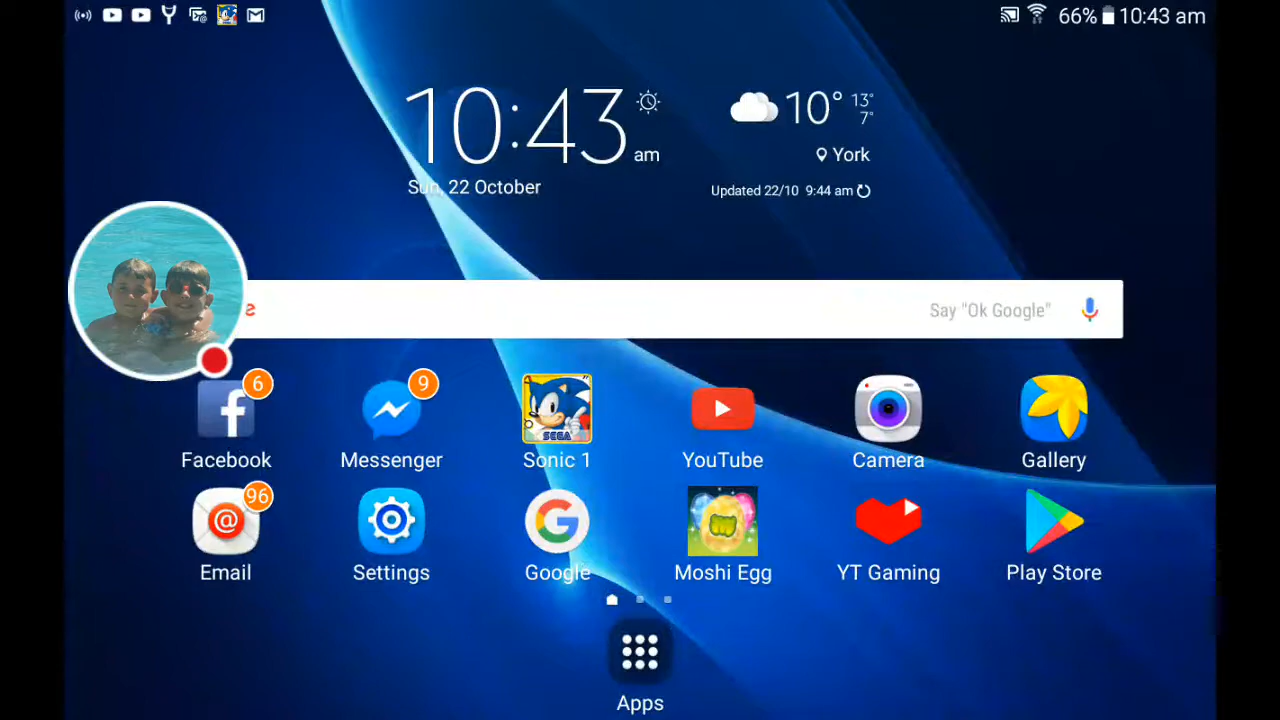 66% 10:43 am
10:43 am
Sun, 22 October
10° 13°
7°
York
Updated 22/10 9:44 am
e Say "Ok Google"
6 9
SEGA
Facebook Messenger Sonic 1 YouTube Camera Gallery
96
Email Settings Google Moshi Egg YT Gaming Play Store
Apps